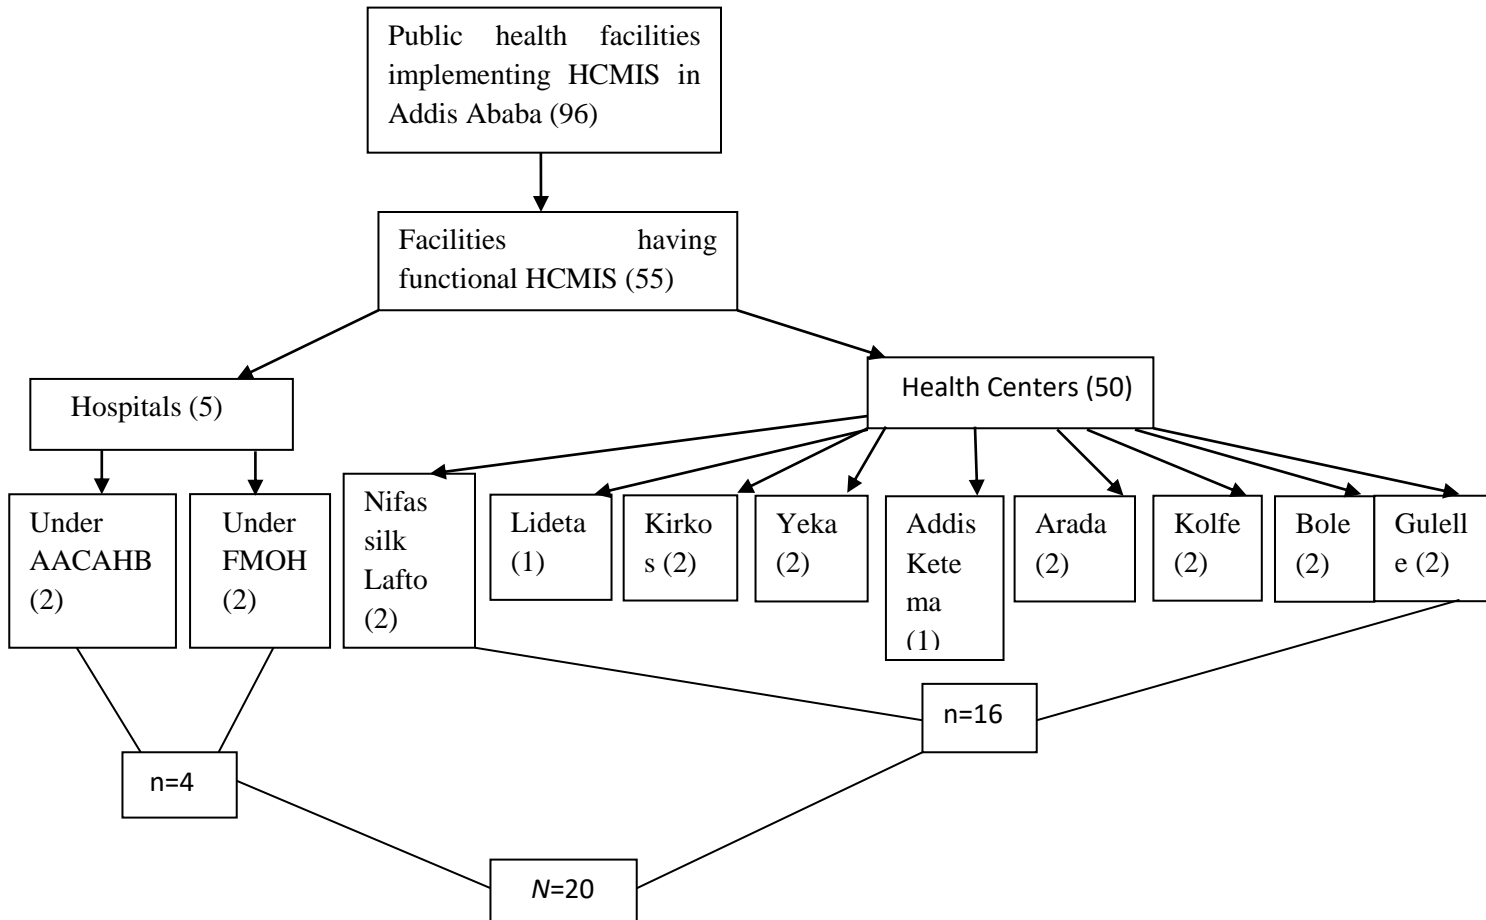 Public health facilities
implementing HCMIS in
Addis Ababa (96)
Facilities having
functional HCMIS (55)
Hospitals (5)
Health Centers (50)
Under
AACAHB
(2)
Under
FMOH
(2)
Nifas
silk
Lafto
(2)
Lideta
(1)
Kirko
s (2)
Yeka
(2)
Addis
Kete
ma
(1)
Arada
(2)
Kolfe
(2)
Bole
(2)
Gulell
e (2)
n=16
n=4
N=20